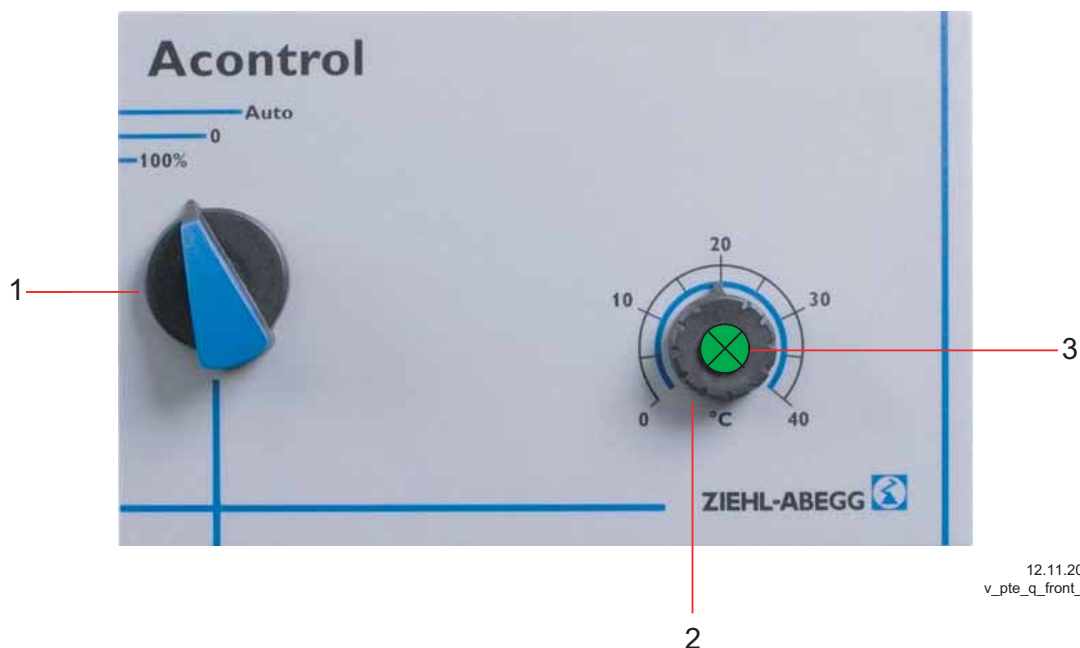 Acontrol
Auto
0
100%
1
20
10
30
3
0
°C
40
ZIEHL-ABEGG
12.11.20
v_pte_q_front_
2